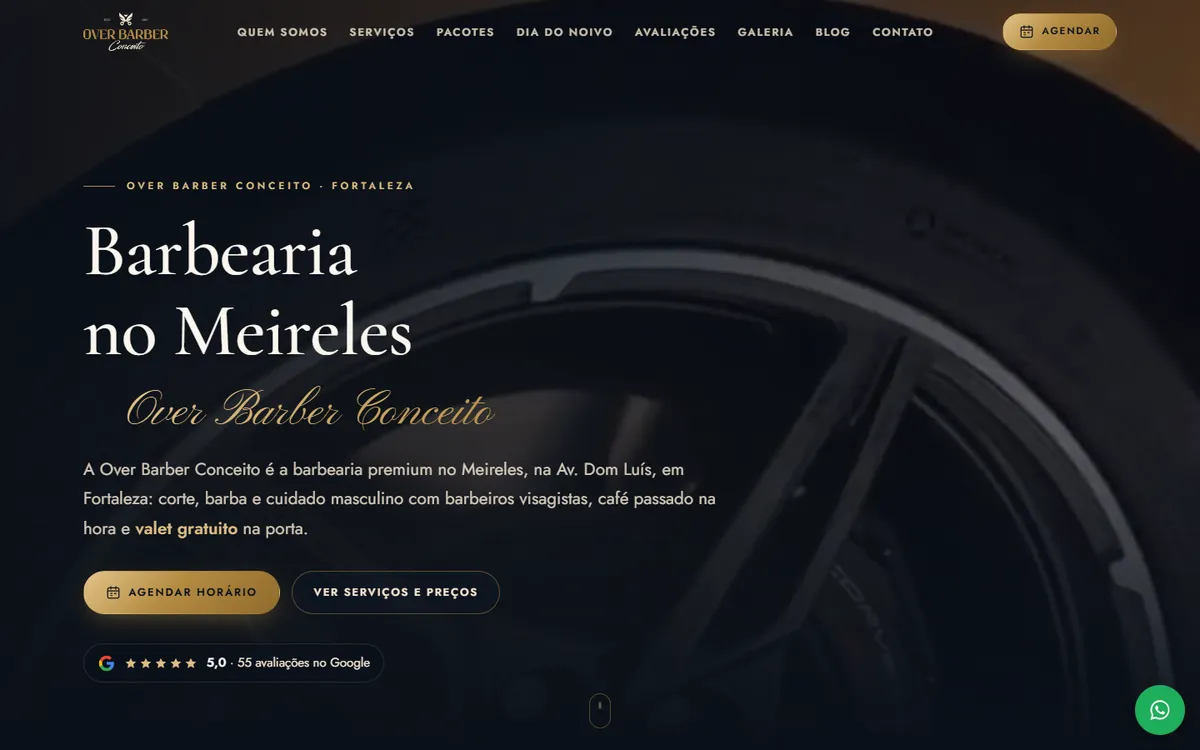 OVER BARBER
Conceito
QUEM SOMOS
SERVIÇOS
PACOTES
DIA DO NOIVO
AVALIAÇÕES
GALERIA
BLOG
CONTATO
AGENDAR
OVER BARBER CONCEITO · FORTALEZA
Barbearia
no Meireles
Over Barber Conceito
A Over Barber Conceito é a barbearia premium no Meireles, na Av. Dom Luís, em
Fortaleza: corte, barba e cuidado masculino com barbeiros visagistas, café passado na
hora e valet gratuito na porta.
AGENDAR HORÁRIO
VER SERVIÇOS E PREÇOS
5,0 · 55 avaliações no Google